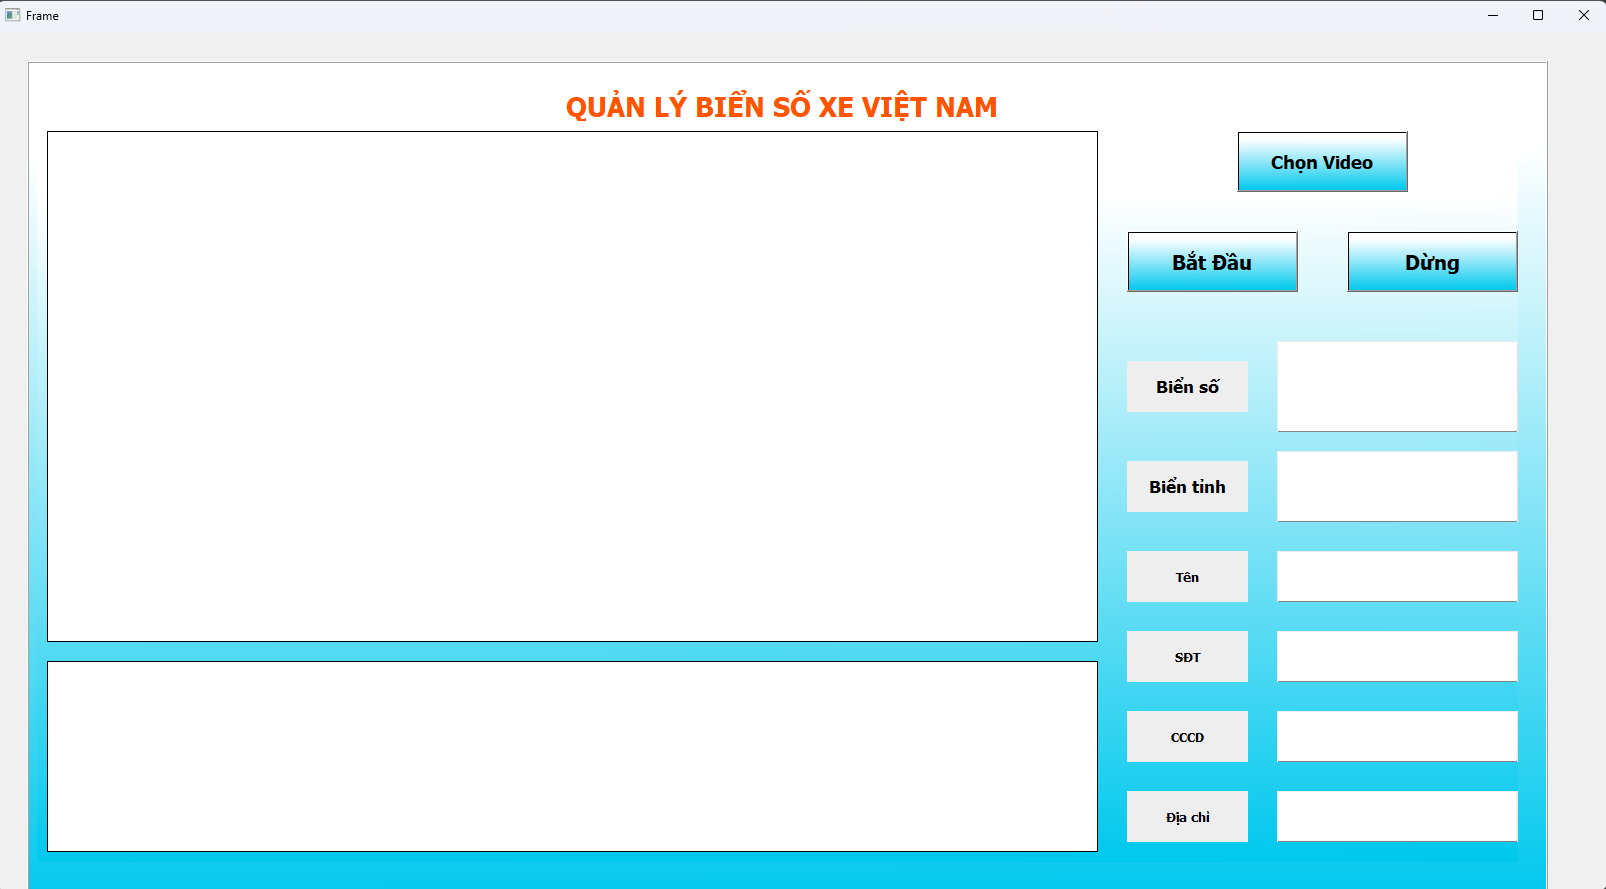 Frame
QUẢN LÝ BIỂN SỐ XE VIỆT NAM
Chọn Video
Bắt Đầu
Dừng
Biển số
Biển tỉnh
Tên
SĐT
CCCD
Địa chỉ